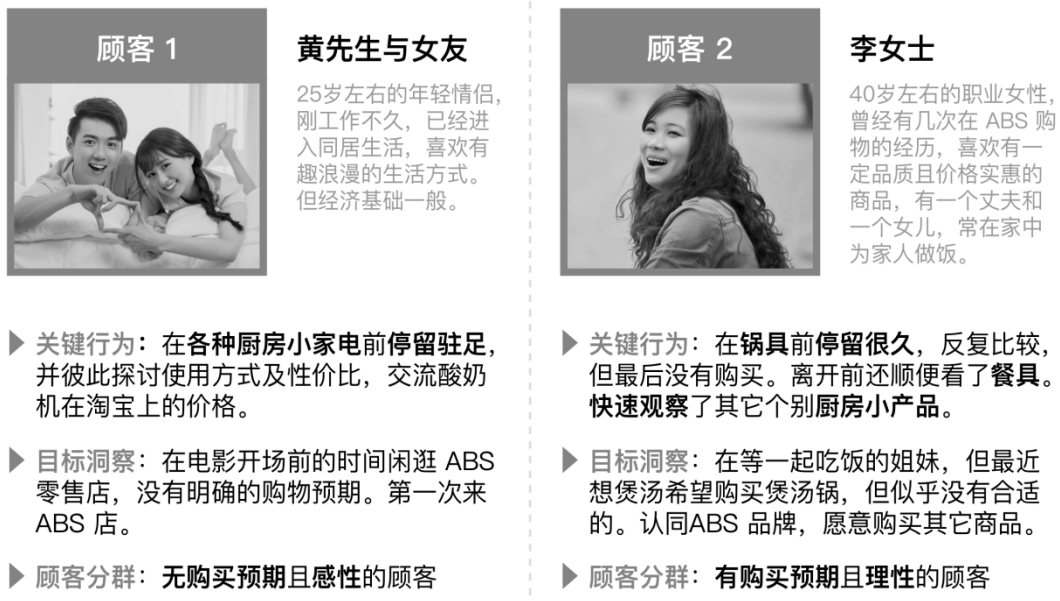 顾客 1
黄先生与女友
25岁左右的年轻情侣，
刚工作不久，已经进
入同居生活，喜欢有
趣浪漫的生活方式。
但经济基础一般。
▶ 关键行为：在各种厨房小家电前停留驻足，
并彼此探讨使用方式及性价比，交流酸奶
机在淘宝上的价格。
▶ 目标洞察：在电影开场前的时间闲逛 ABS
零售店，没有明确的购物预期。第一次来
ABS 店。
▶ 顾客分群：无购买预期且感性的顾客
顾客 2
李女士
40岁左右的职业女性，
曾经有几次在 ABS 购
物的经历，喜欢有一
定品质且价格实惠的
商品，有一个丈夫和
一个女儿，常在家中
为家人做饭。
▶ 关键行为：在锅具前停留很久，反复比较，
但最后没有购买。离开前还顺便看了餐具。
快速观察了其它个别厨房小产品。
▶ 目标洞察：在等一起吃饭的姐妹，但最近
想煲汤希望购买煲汤锅，但似乎没有合适
的。认同ABS 品牌，愿意购买其它商品。
▶ 顾客分群：有购买预期且理性的顾客